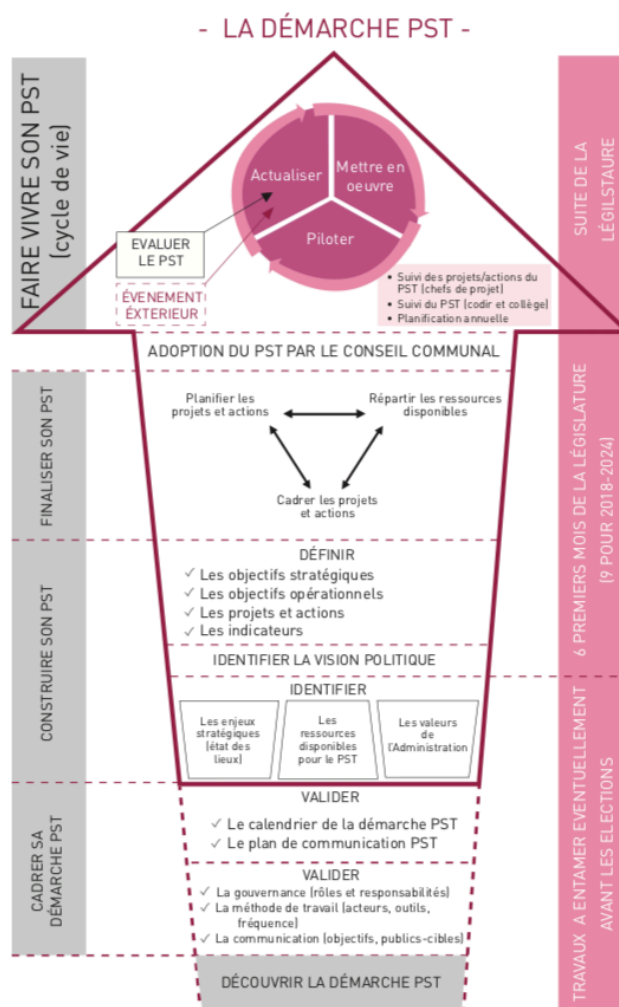 - LA DÉMARCHE PST -
FAIRE VIVRE SON PST
(cycle de vie)
Actualiser
Mettre en
oeuvre
Piloter
EVALUER
LE PST
ÉVENEMENT
ÉXTERIEUR
• Suivi des projets/actions du
PST (chefs de projet)
• Suivi du PST (codir et collège)
• Planification annuelle
SUITE DE LA
LÉGILSTAURE
ADOPTION DU PST PAR LE CONSEIL COMMUNAL
FINALISER SON PST
Planifier les
projets et actions
Répartir les ressources
disponibles
Cadrer les projets
et actions
6 PREMIERS MOIS DE LA LÉGISLATURE
(9 POUR 2018-2024)
CONSTRUIRE SON PST
DÉFINIR
✓ Les objectifs stratégiques
✓ Les objectifs opérationnels
✓ Les projets et actions
✓ Les indicateurs
IDENTIFIER LA VISION POLITIQUE
IDENTIFIER
Les enjeux
stratégiques
(état des
lieux)
Les
ressources
disponibles
pour le PST
Les valeurs
de
l'Administration
TRAVAUX A ENTAMER EVENTUELLEMENT
AVANT LES ELECTIONS
CADRER SA
DÉMARCHE PST
VALIDER
✓ Le calendrier de la démarche PST
✓ Le plan de communication PST
VALIDER
✓ La gouvernance (rôles et responsabilités)
✓ La méthode de travail (acteurs, outils,
fréquence)
✓ La communication (objectifs, publics-cibles)
DÉCOUVRIR LA DÉMARCHE PST